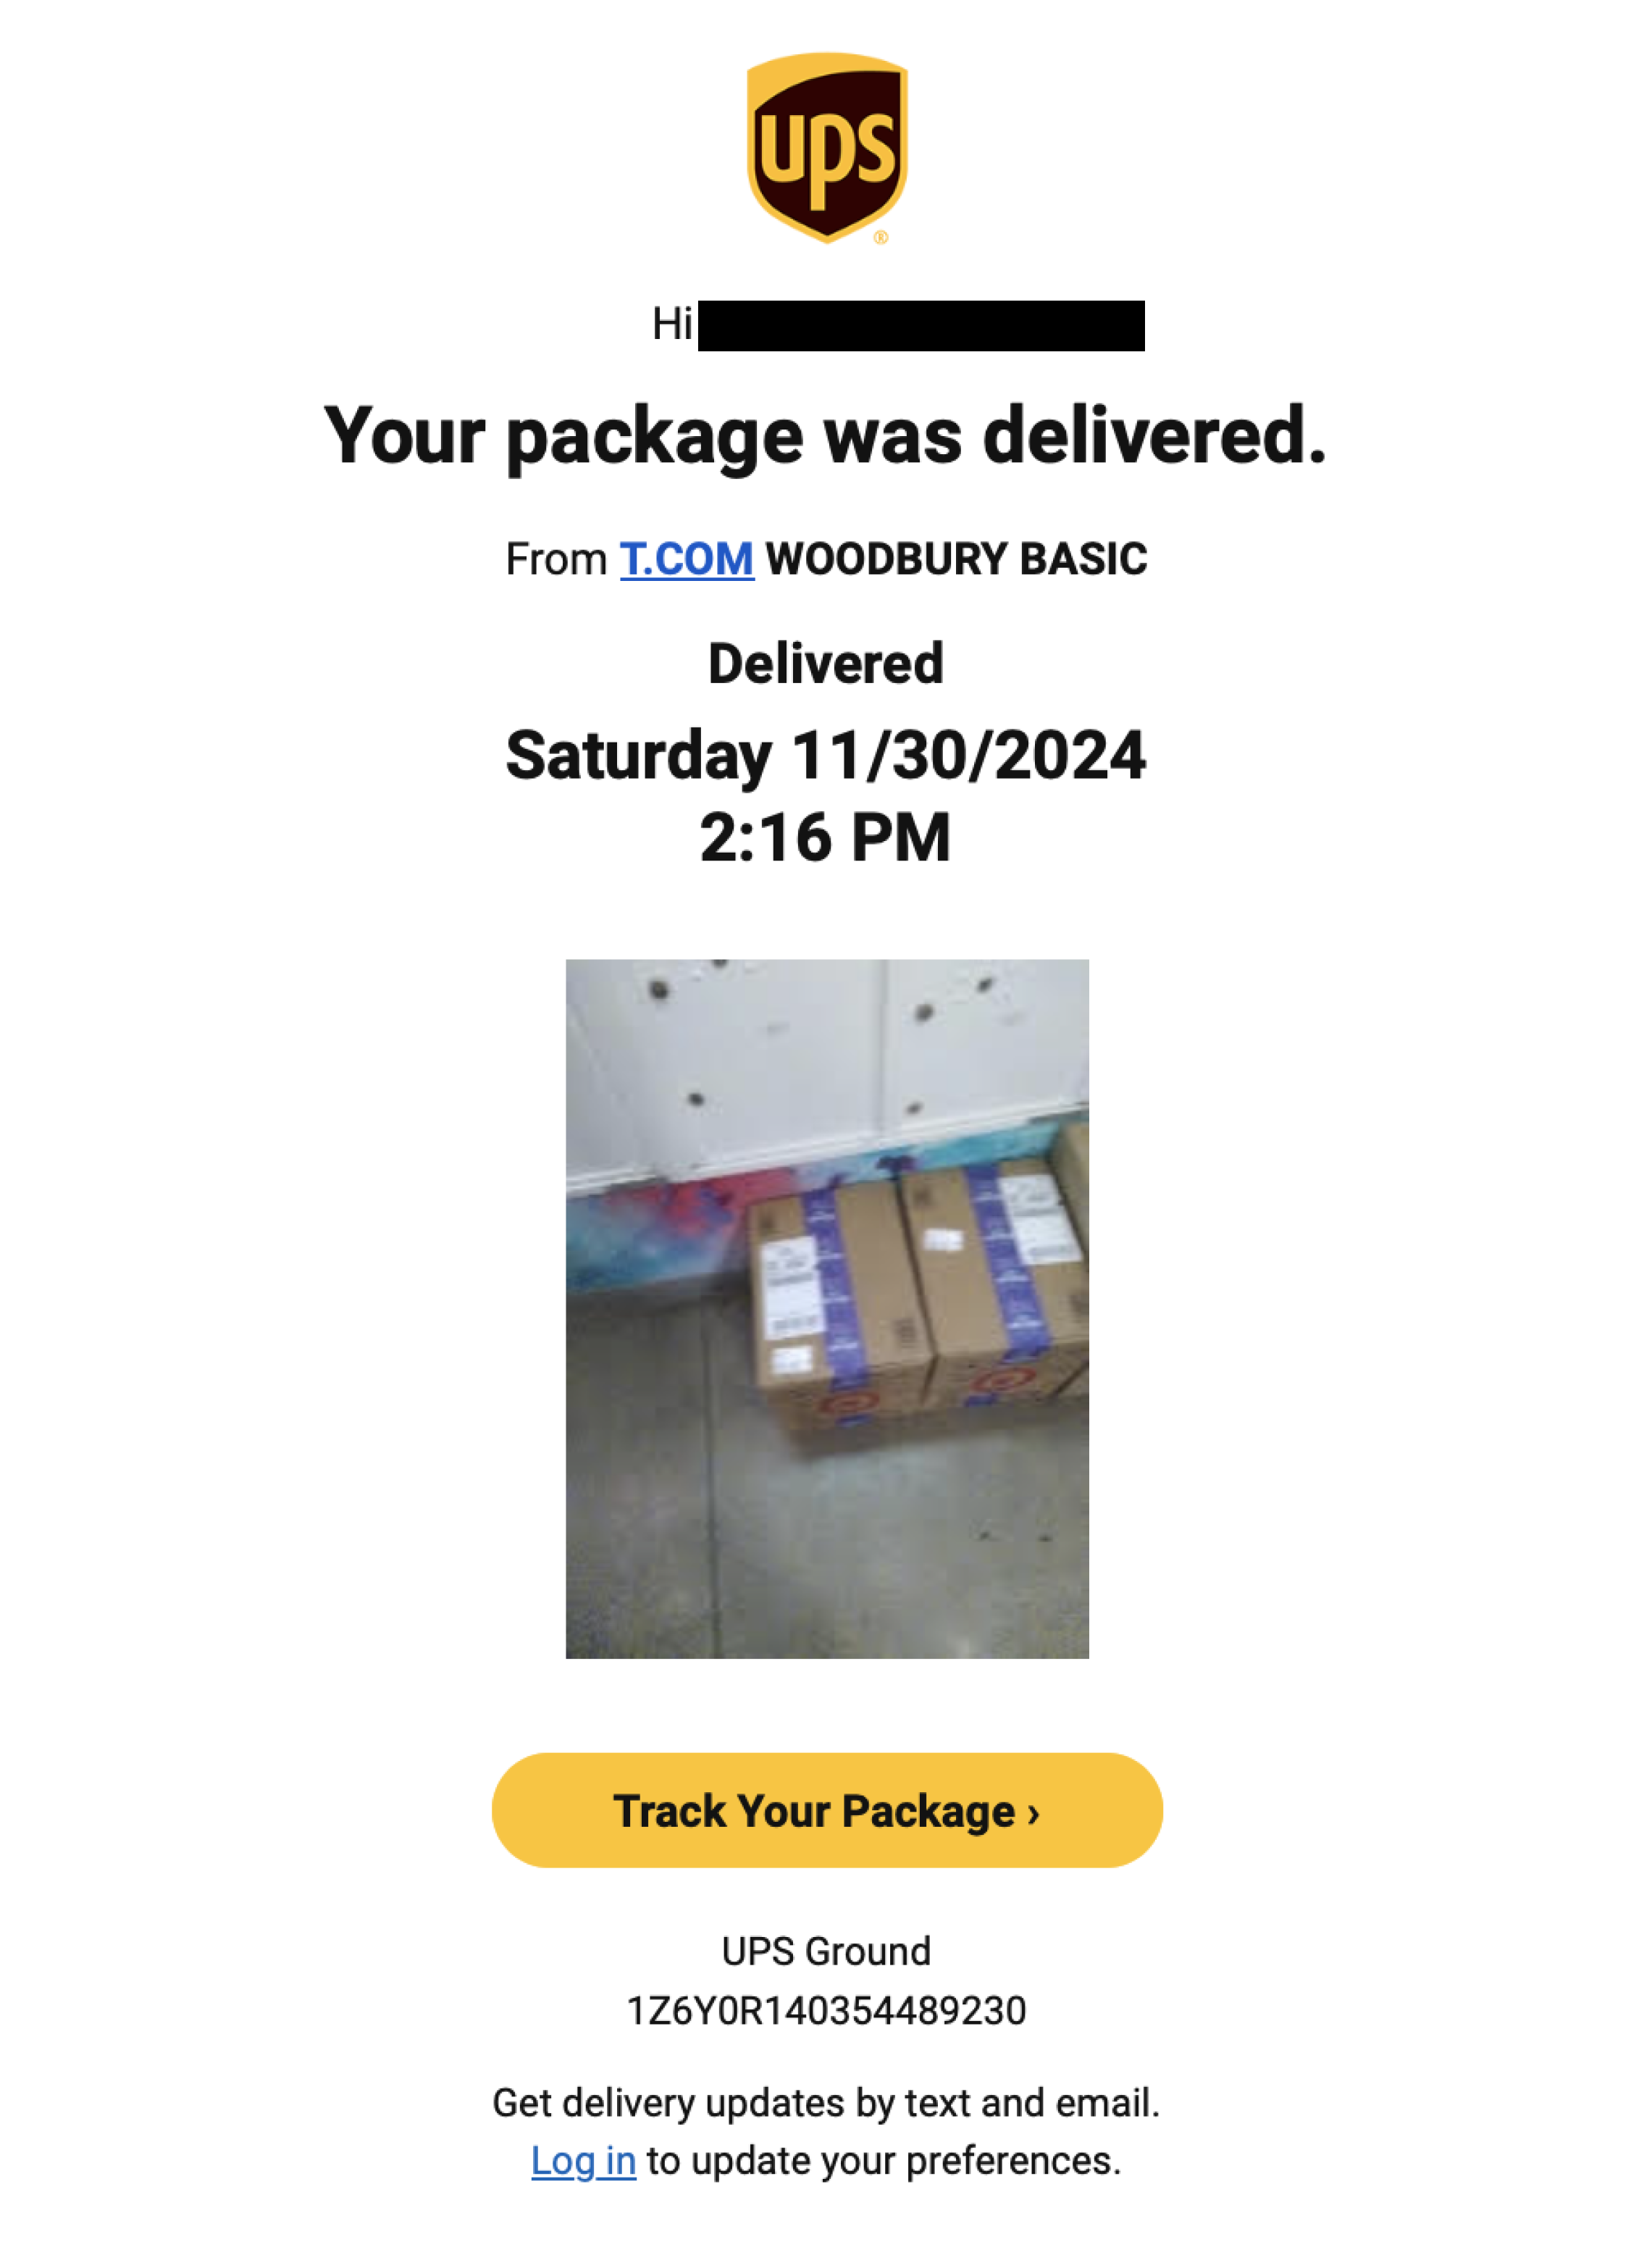 ups
®
Hi
Your package was delivered.
From T.COM WOODBURY BASIC
Delivered
Saturday 11/30/2024
2:16 PM
Track Your Package ›
UPS Ground
1Z6Y0R140354489230
Get delivery updates by text and email.
Log in to update your preferences.